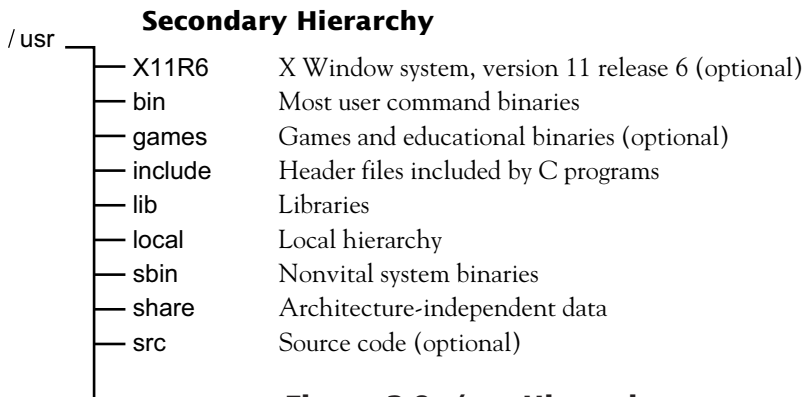 Secondary Hierarchy
/ usr
X11R6 X Window system, version 11 release 6 (optional)
bin Most user command binaries
games Games and educational binaries (optional)
include Header files included by C programs
lib Libraries
local Local hierarchy
sbin Nonvital system binaries
share Architecture-independent data
src Source code (optional)